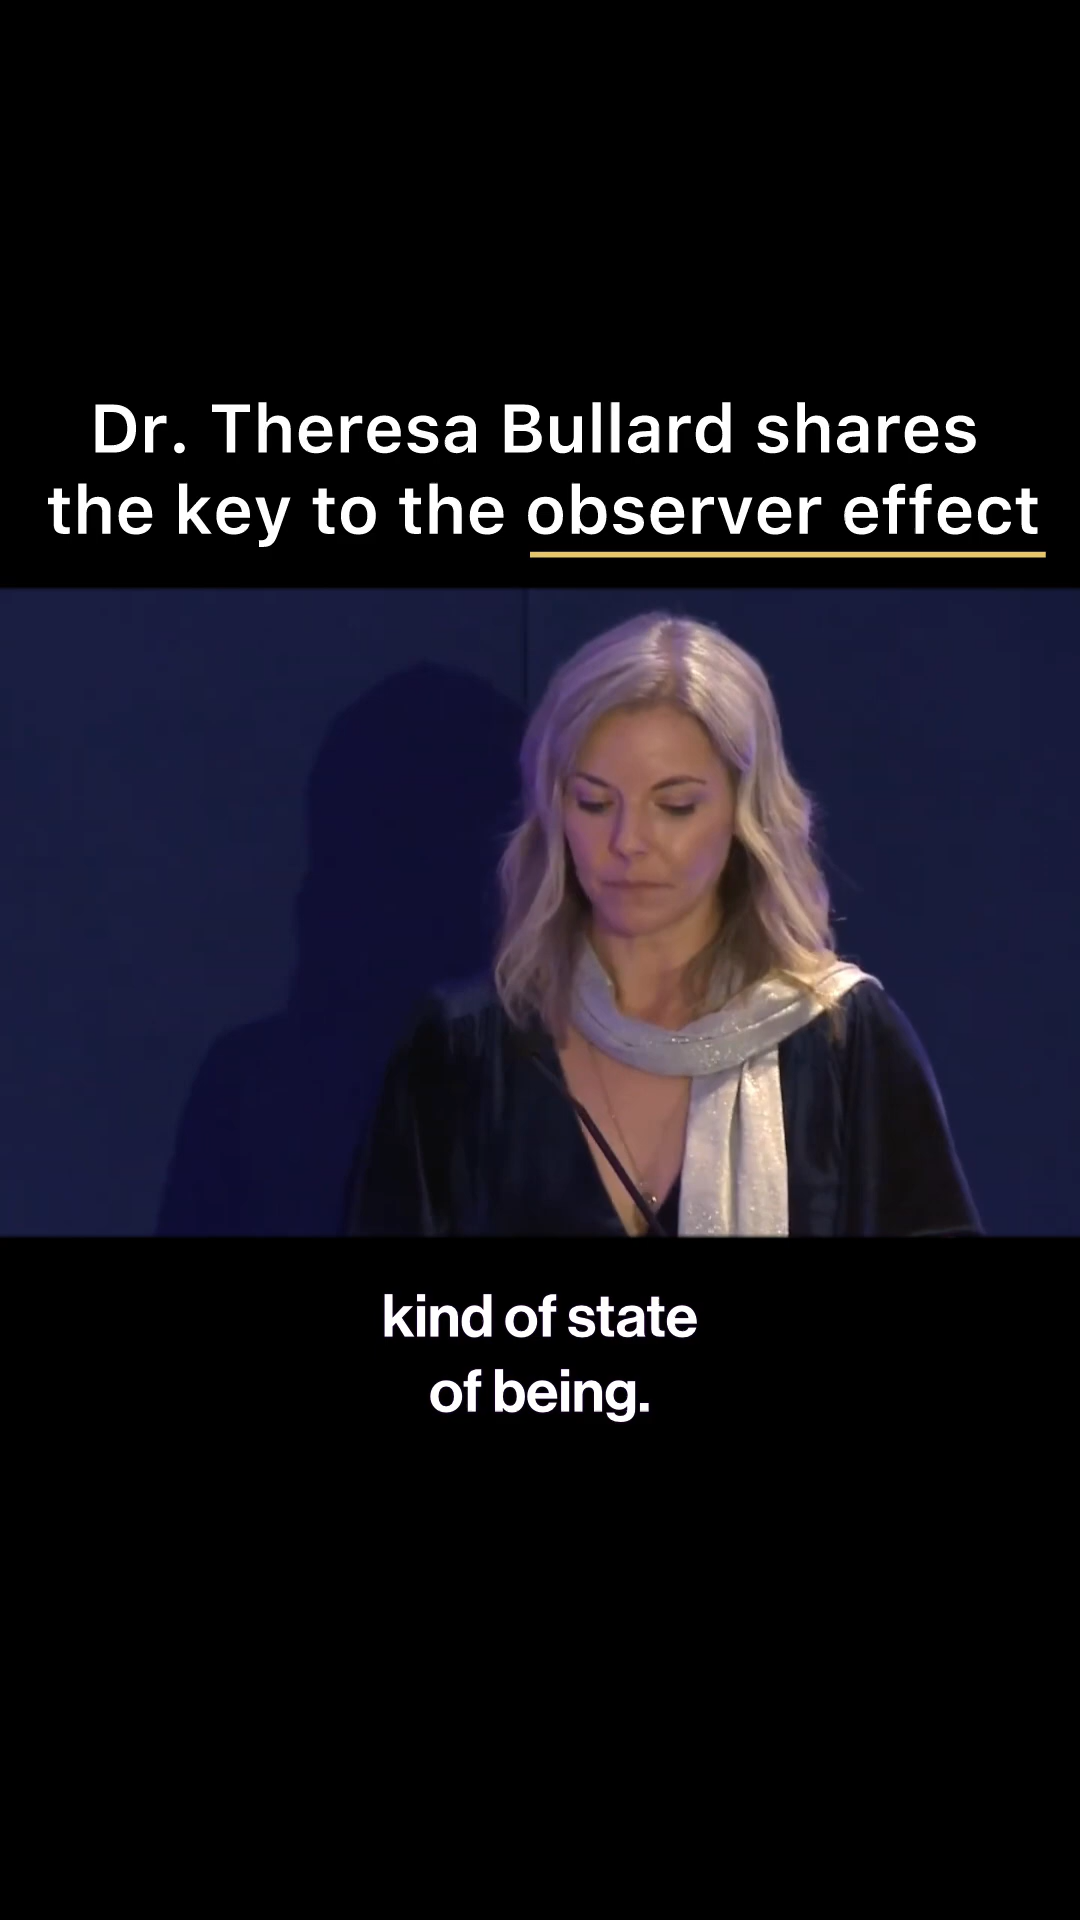 Dr. Theresa Bullard shares
the key to the observer effect
kind of state
of being.